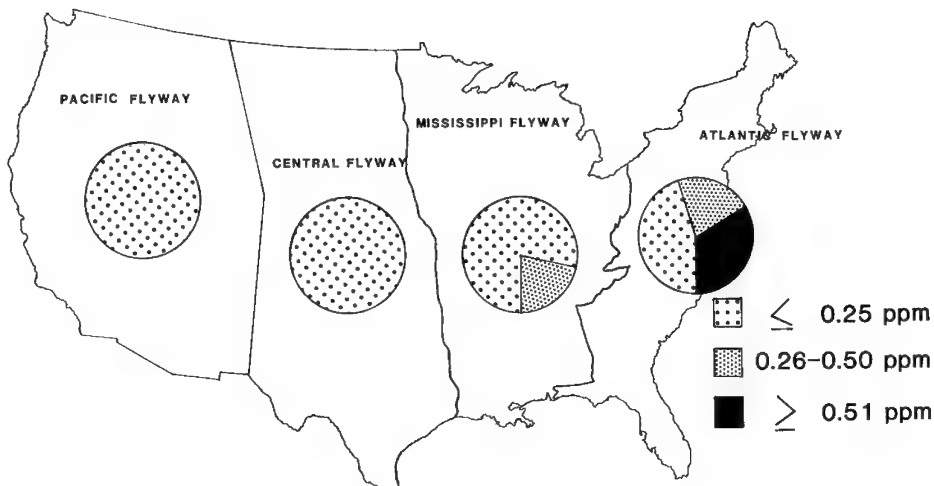 PACIFIC FLYWAY
CENTRAL FLYWAY
MISSISSIPPI FLYWAY
ATLANTIC FLYWAY
≤ 0.25 ppm
0.26-0.50 ppm
≥ 0.51 ppm